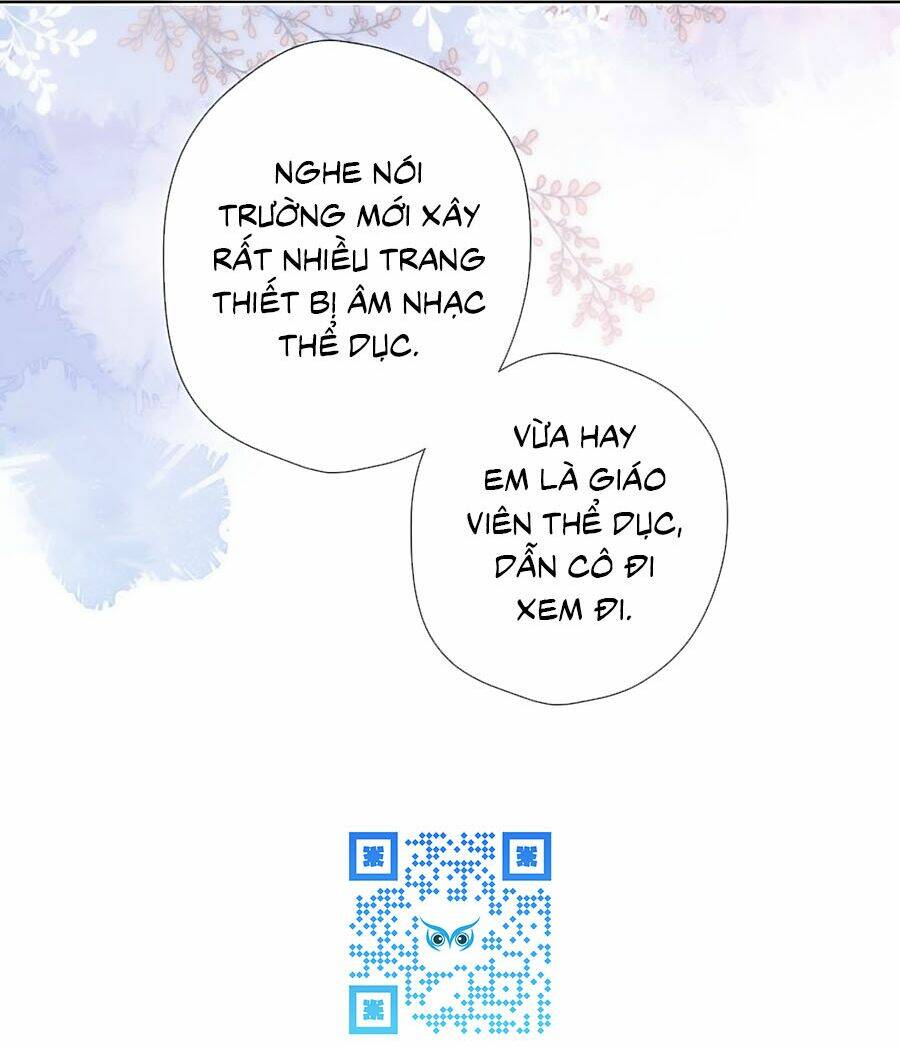 NGHE NÓI
TRƯỜNG MỚI XÂY
RẤT NHIỀU TRANG
THIẾT BỊ ÂM NHẠC
THỂ DỤC.
VỪA HAY
EM LÀ GIÁO
VIÊN THỂ DỤC,
DẪN CÔ ĐI
XEM ĐI.